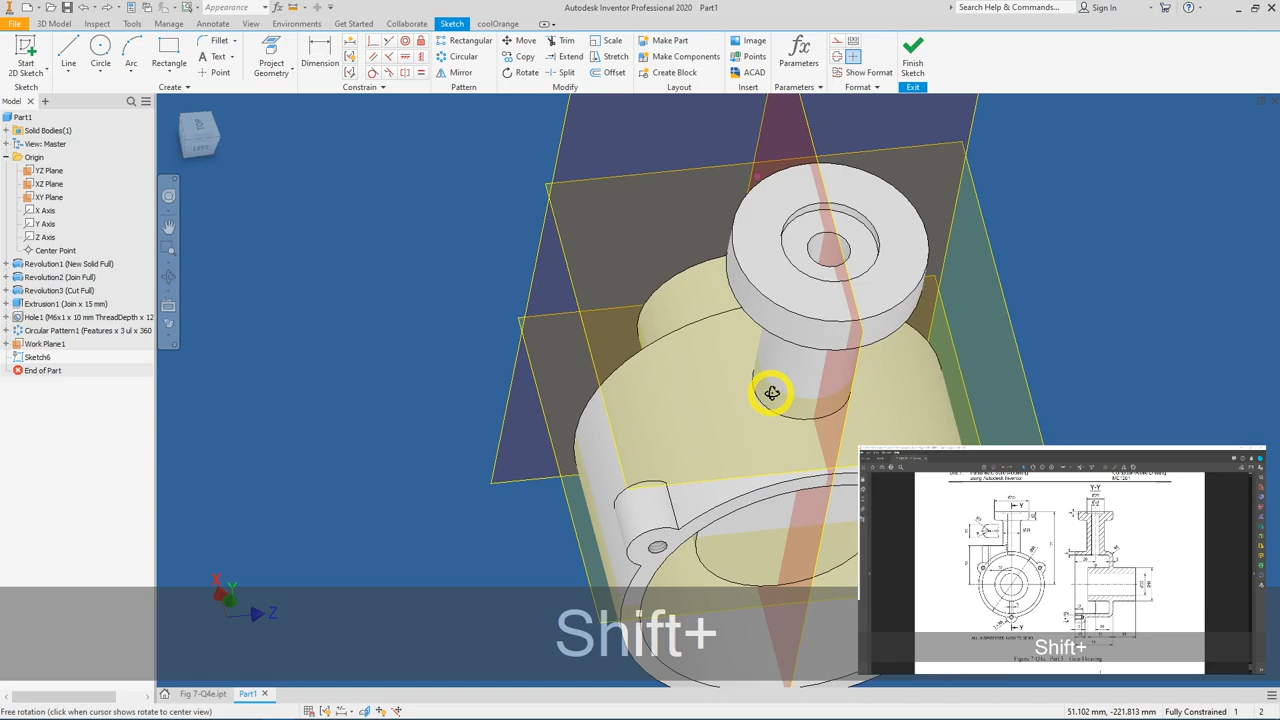 Appearance
Autodesk Inventor Professional 2020 Part1
Search Help & Commands...
Sign In
File 3D Model Inspect Tools Manage Annotate View Environments Get Started Collaborate Sketch coolOrange
Start 2D Sketch Line Circle Arc Rectangle Fillet Text Point Project Geometry
Dimension
Rectangular Circular Mirror
Move Copy Rotate Trim Extend Split Scale Stretch Offset
Make Part Make Components Create Block
Image Points ACAD
Parameters
Show Format
Finish Sketch
Sketch Create Constrain Pattern Modify Layout Insert Parameters Format Exit
Model
Part1
Solid Bodies(1)
View: Master
Origin
YZ Plane
XZ Plane
XY Plane
X Axis
Y Axis
Z Axis
Center Point
Revolution1 (New Solid Full)
Revolution2 (Join Full)
Revolution3 (Cut Full)
Extrusion1 (Join x 15 mm)
Hole1 (M6x1 x 10 mm ThreadDepth x 12
Circular Pattern1 (Features x 3 ul x 360
Work Plane1
Sketch6
End of Part
LEFT
X
Y
Z
using Autodesk Inventor
Y-Y
Y
Y
Shift+
Shift+
Fig 7-Q4e.ipt Part1
Free rotation (click when cursor shows rotate to center view)
51.102 mm, -221.813 mm Fully Constrained 1 2